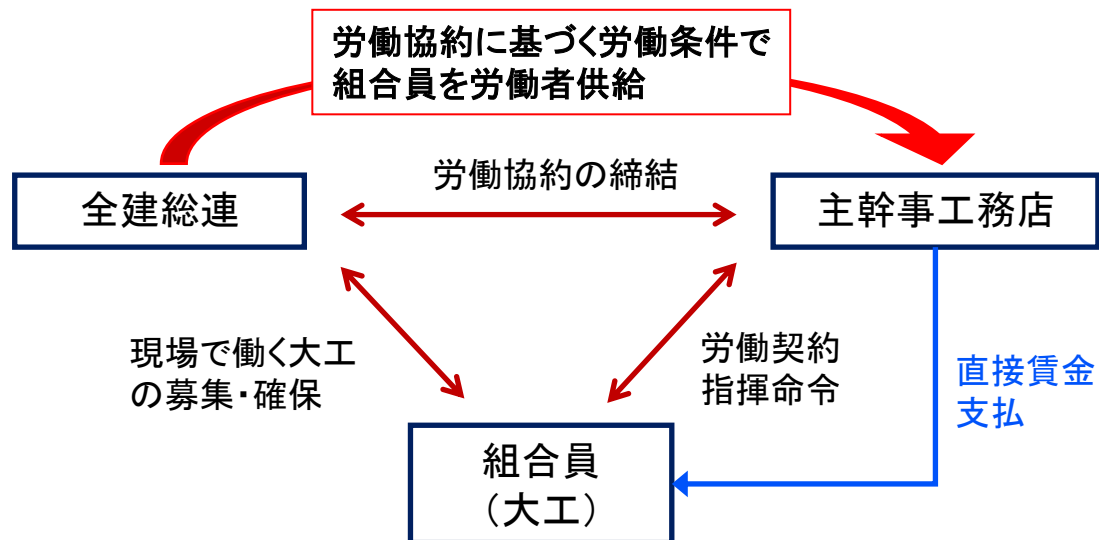 労働協約に基づく労働条件で
組合員を労働者供給
労働協約の締結
全建総連
主幹事工務店
現場で働く大工
の募集・確保
労働契約
指揮命令
直接賃金
支払
組合員
（大工）